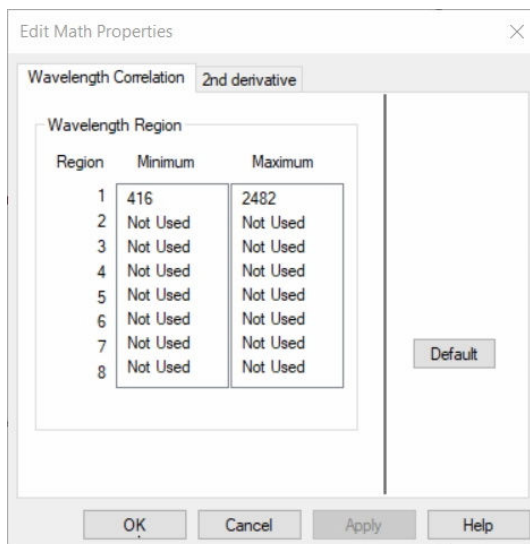 Edit Math Properties
Wavelength Correlation 2nd derivative
Wavelength Region
Region Minimum Maximum
1 416 2482
2 Not Used Not Used
3 Not Used Not Used
4 Not Used Not Used
5 Not Used Not Used
6 Not Used Not Used
7 Not Used Not Used
8 Not Used Not Used
Default
OK Cancel Apply Help